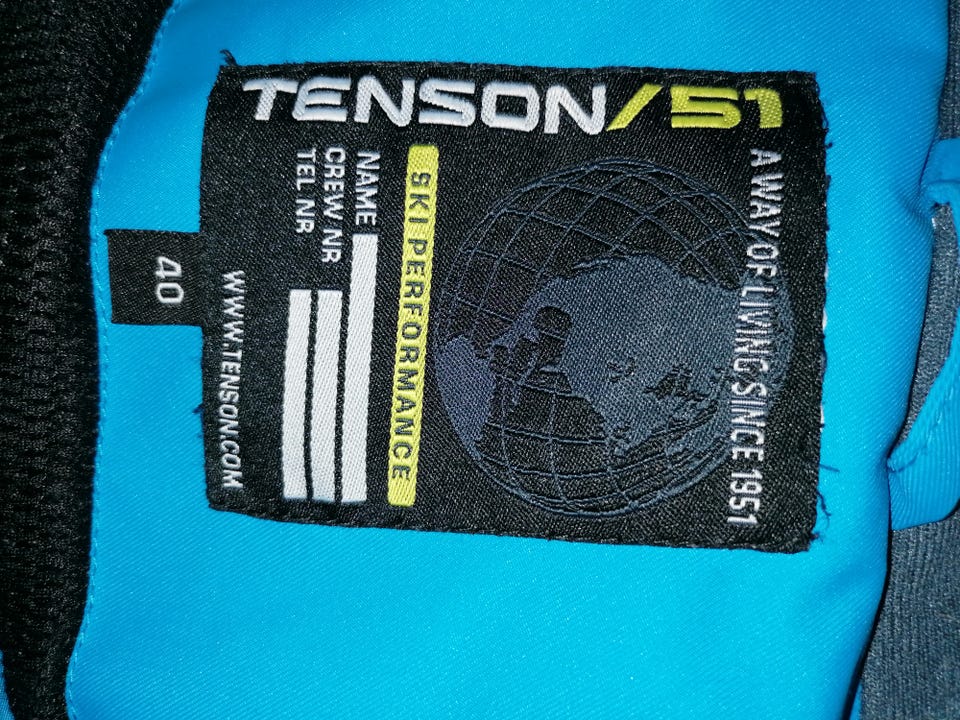 TENSON/51
A WAY OF LIVING SINCE 1951
SKI PERFORMANCE
NAME
CREW NR
TEL NR
WWW.TENSON.COM
40